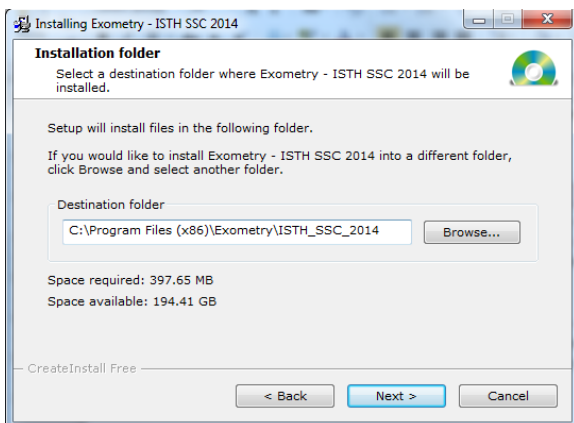 Installing Exometry - ISTH SSC 2014
Installation folder
Select a destination folder where Exometry - ISTH SSC 2014 will be
installed.
Setup will install files in the following folder.
If you would like to install Exometry - ISTH SSC 2014 into a different folder,
click Browse and select another folder.
Destination folder
C:\Program Files (x86)\Exometry\ISTH_SSC_2014
Browse...
Space required: 397.65 MB
Space available: 194.41 GB
CreateInstall Free
< Back
Next >
Cancel